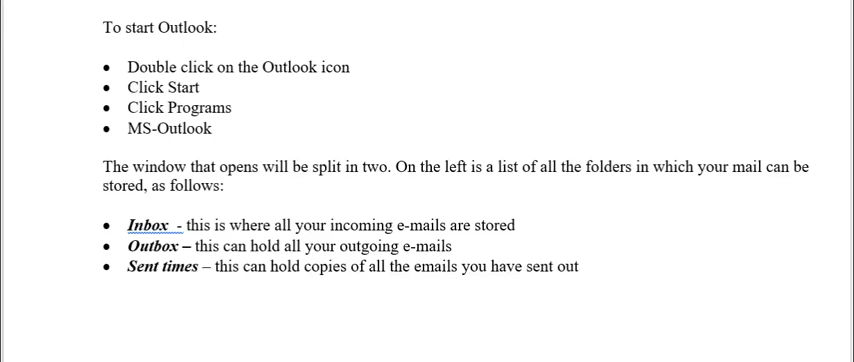 To start Outlook:
• Double click on the Outlook icon
• Click Start
• Click Programs
• MS-Outlook
The window that opens will be split in two. On the left is a list of all the folders in which your mail can be
stored, as follows:
• Inbox  - this is where all your incoming e-mails are stored
• Outbox – this can hold all your outgoing e-mails
• Sent times – this can hold copies of all the emails you have sent out